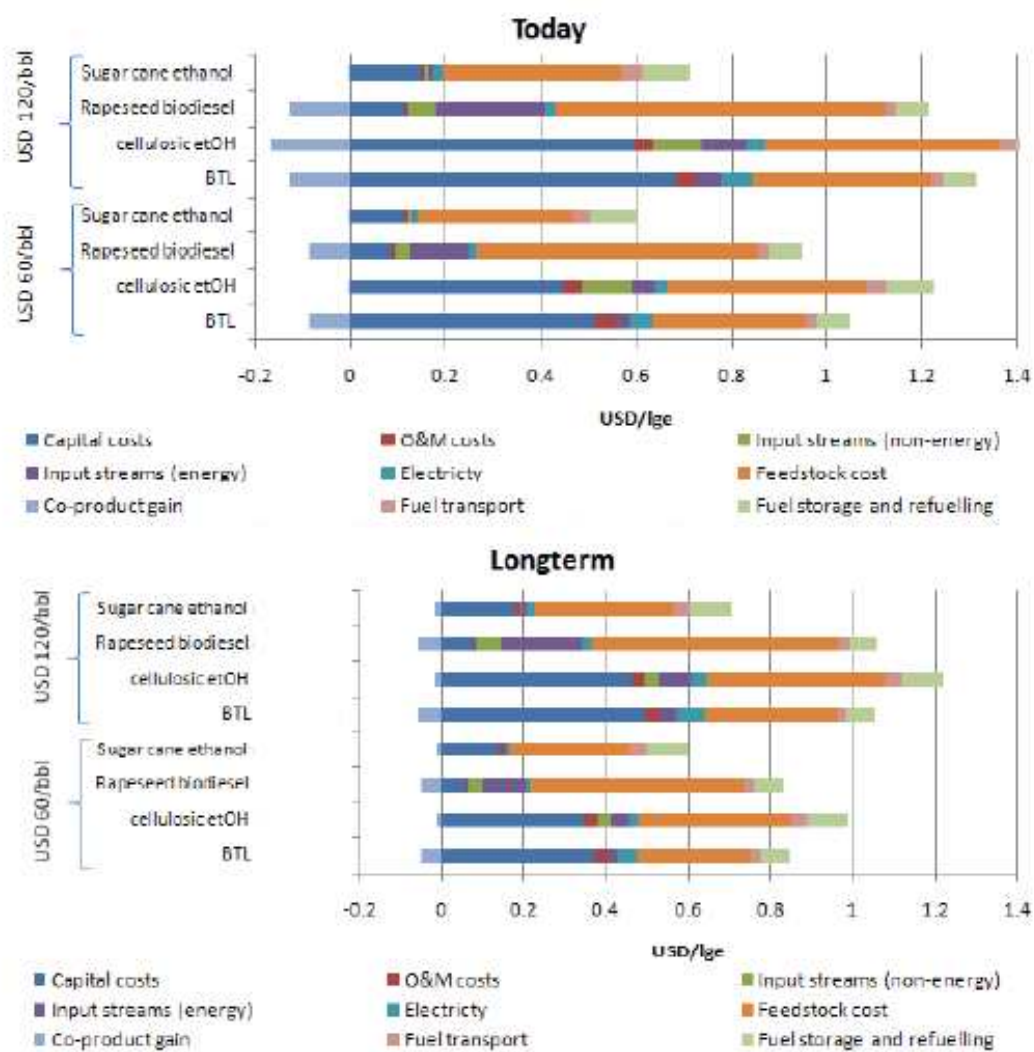 Today
USD 120/bbl
Sugar cane ethanol
Rapeseed biodiesel
cellulosic etOH
BTL
USD 60/bbl
Sugar cane ethanol
Rapeseed biodiesel
cellulosic etOH
BTL
-0.2 0 0.2 0.4 0.6 0.8 1 1.2 1.4
USD/lge
Capital costs O&M costs Input streams (non-energy)
Input streams (energy) Electricty Feedstock cost
Co-product gain Fuel transport Fuel storage and refuelling
Longterm
USD 120/bbl
Sugar cane ethanol
Rapeseed biodiesel
cellulosic etOH
BTL
USD 60/bbl
Sugar cane ethanol
Rapeseed biodiesel
cellulosic etOH
BTL
-0.2 0 0.2 0.4 0.6 0.8 1 1.2 1.4
USD/lge
Capital costs O&M costs Input streams (non-energy)
Input streams (energy) Electricty Feedstock cost
Co-product gain Fuel transport Fuel storage and refuelling